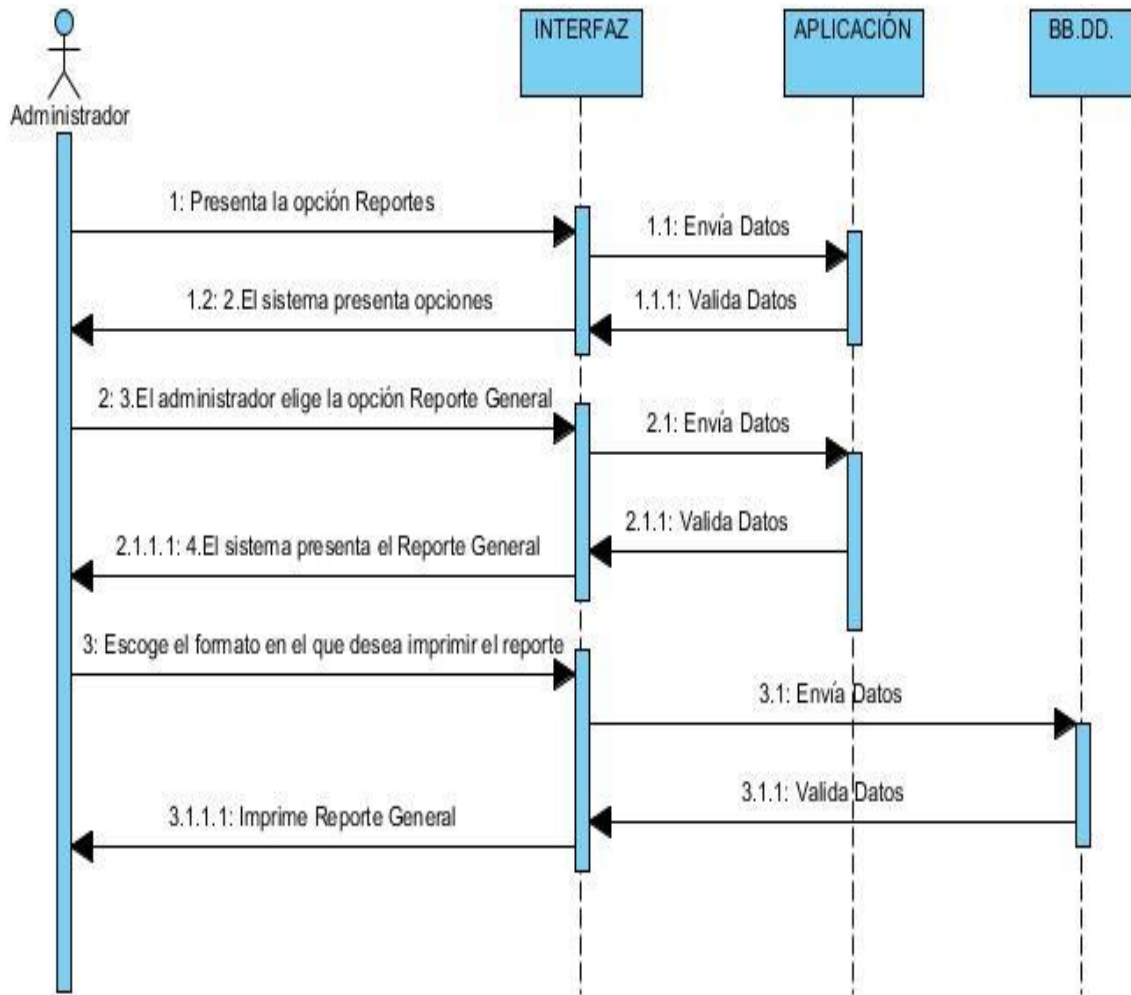 INTERFAZ
APLICACIÓN
BB.DD.
Administrador
1: Presenta la opción Reportes
1.1: Envía Datos
1.2: 2.El sistema presenta opciones
1.1.1: Valida Datos
2: 3.El administrador elige la opción Reporte General
2.1: Envía Datos
2.1.1: Valida Datos
2.1.1.1: 4.El sistema presenta el Reporte General
3: Escoge el formato en el que desea imprimir el reporte
3.1: Envía Datos
3.1.1: Valida Datos
3.1.1.1: Imprime Reporte General